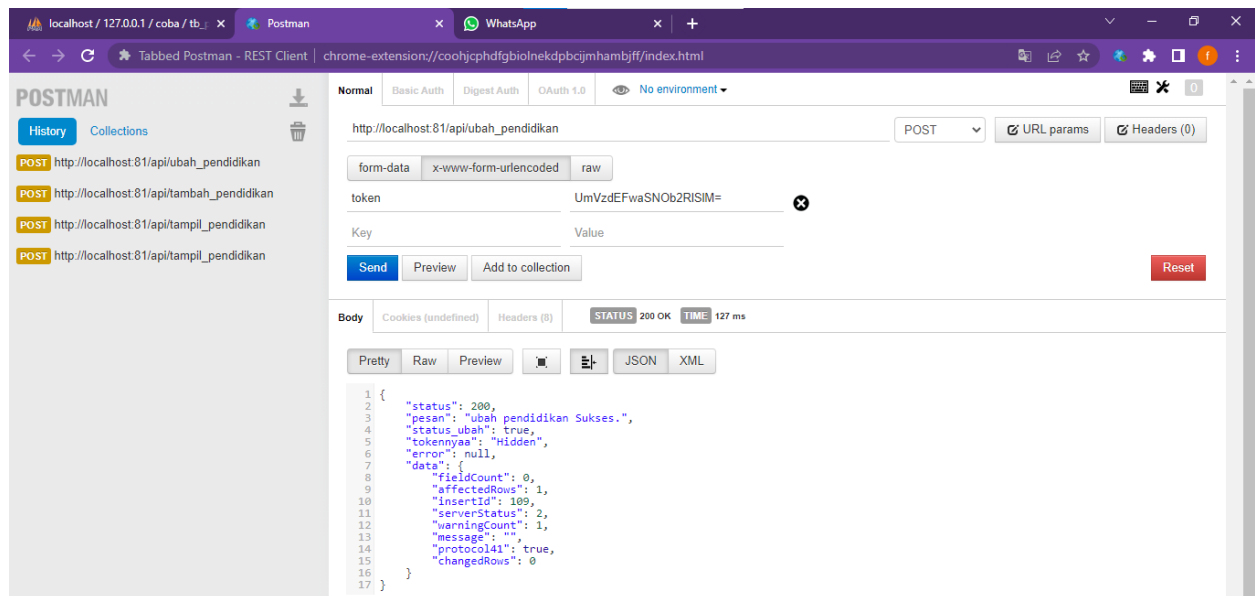 localhost / 127.0.0.1 / coba / tb_
Postman
WhatsApp
Tabbed Postman - REST Client
chrome-extension://coohjcphdfgbiolnekdpbcijmhambjff/index.html
f
POSTMAN
History
Collections
POST http://localhost:81/api/ubah_pendidikan
POST http://localhost:81/api/tambah_pendidikan
POST http://localhost:81/api/tampil_pendidikan
POST http://localhost:81/api/tampil_pendidikan
Normal Basic Auth Digest Auth OAuth 1.0 No environment 0
http://localhost:81/api/ubah_pendidikan POST URL params Headers (0)
form-data x-www-form-urlencoded raw
token UmVzdEFwaSNOb2RlSlM=
Key Value
Send Preview Add to collection Reset
Body Cookies (undefined) Headers (8) STATUS 200 OK TIME 127 ms
Pretty Raw Preview JSON XML
1 {
2 "status": 200,
3 "pesan": "ubah pendidikan Sukses.",
4 "status_ubah": true,
5 "tokennyaa": "Hidden",
6 "error": null,
7 "data": {
8 "fieldCount": 0,
9 "affectedRows": 1,
10 "insertId": 109,
11 "serverStatus": 2,
12 "warningCount": 1,
13 "message": "",
14 "protocol41": true,
15 "changedRows": 0
16 }
17 }